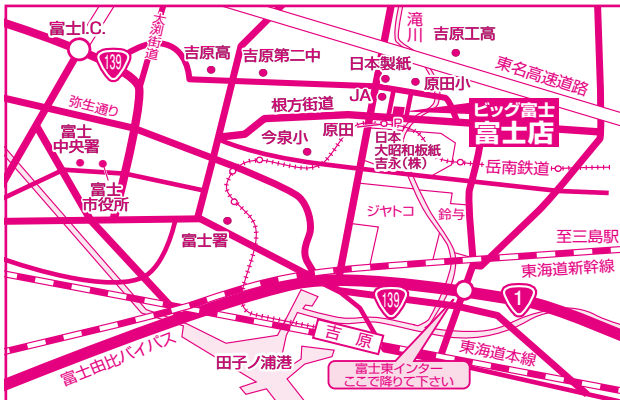 富士I.C.
139
大渕街道
吉原高
吉原第二中
滝川
吉原工高
東名高速道路
日本製紙
原田小
JA
根方街道
弥生通り
ビッグ富士
富士店
富士
中央署
今泉小
原田
日本
大昭和板紙
吉永(株)
岳南鉄道
富士
市役所
富士署
ジヤトコ
鈴与
至三島駅
東海道新幹線
139
1
吉原
東海道本線
富士由比バイパス
田子ノ浦港
富士東インター
ここで降りて下さい